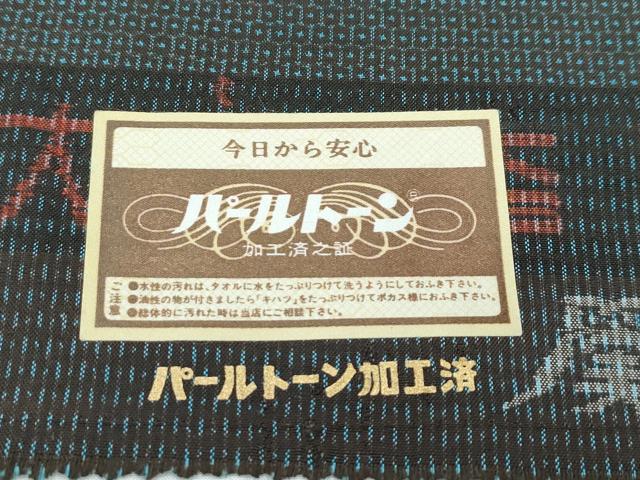 今日から安心
パールトーン
加工済之証
ご注意
●水性の汚れは、タオルに水をたっぷりつけて洗うようにしておふき下さい。
●油性の物が付きましたら「キハツ」をたっぷりつけてボカス様におふき下さい。
●総体的に汚れた時は当店にご相談下さい。
パールトーン加工済